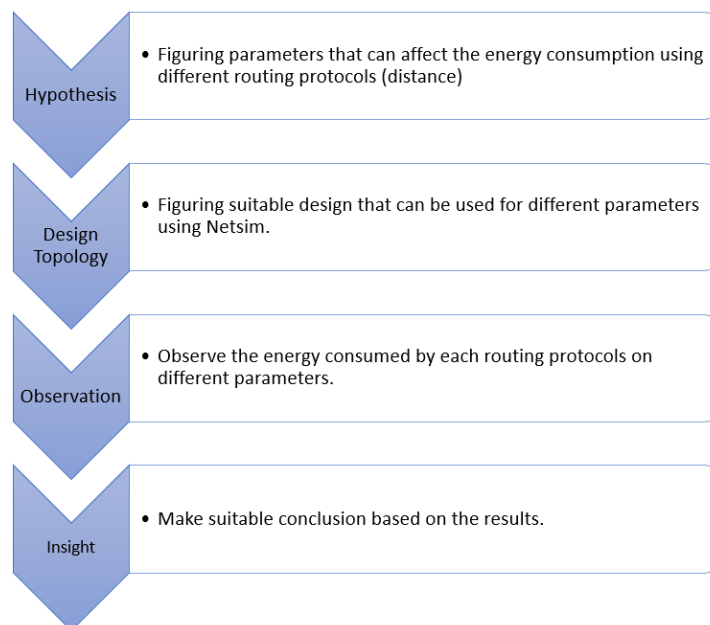 Hypothesis
• Figuring parameters that can affect the energy consumption using
different routing protocols (distance)
Design
Topology
• Figuring suitable design that can be used for different parameters
using Netsim.
Observation
• Observe the energy consumed by each routing protocols on
different parameters.
Insight
• Make suitable conclusion based on the results.